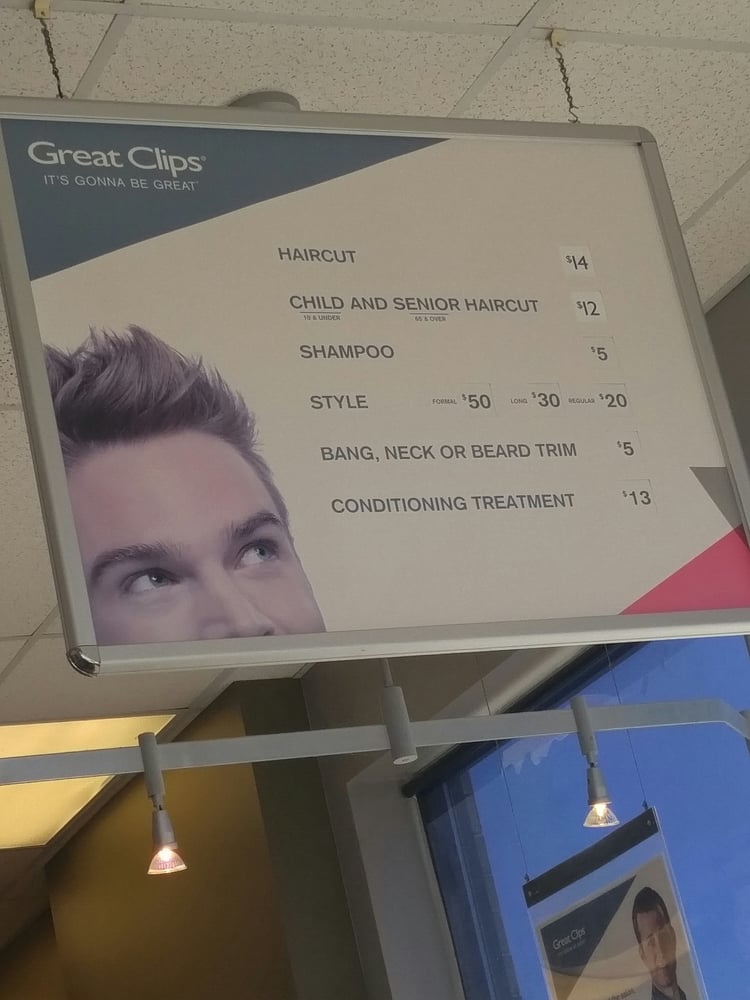 Great Clips®
IT'S GONNA BE GREAT
HAIRCUT $14
CHILD AND SENIOR HAIRCUT $12
10 & UNDER 65 & OVER
SHAMPOO $5
STYLE FORMAL $50 LONG $30 REGULAR $20
BANG, NECK OR BEARD TRIM $5
CONDITIONING TREATMENT $13
Great Clips